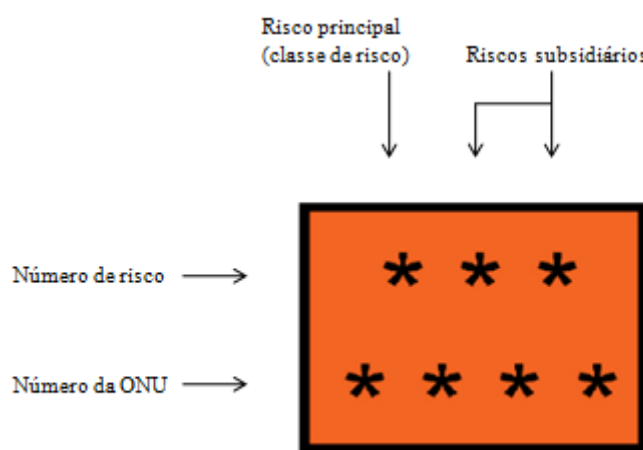 Risco principal
(classe de risco)
Riscos subsidiários
Número de risco
* * *
Número da ONU
* * * *